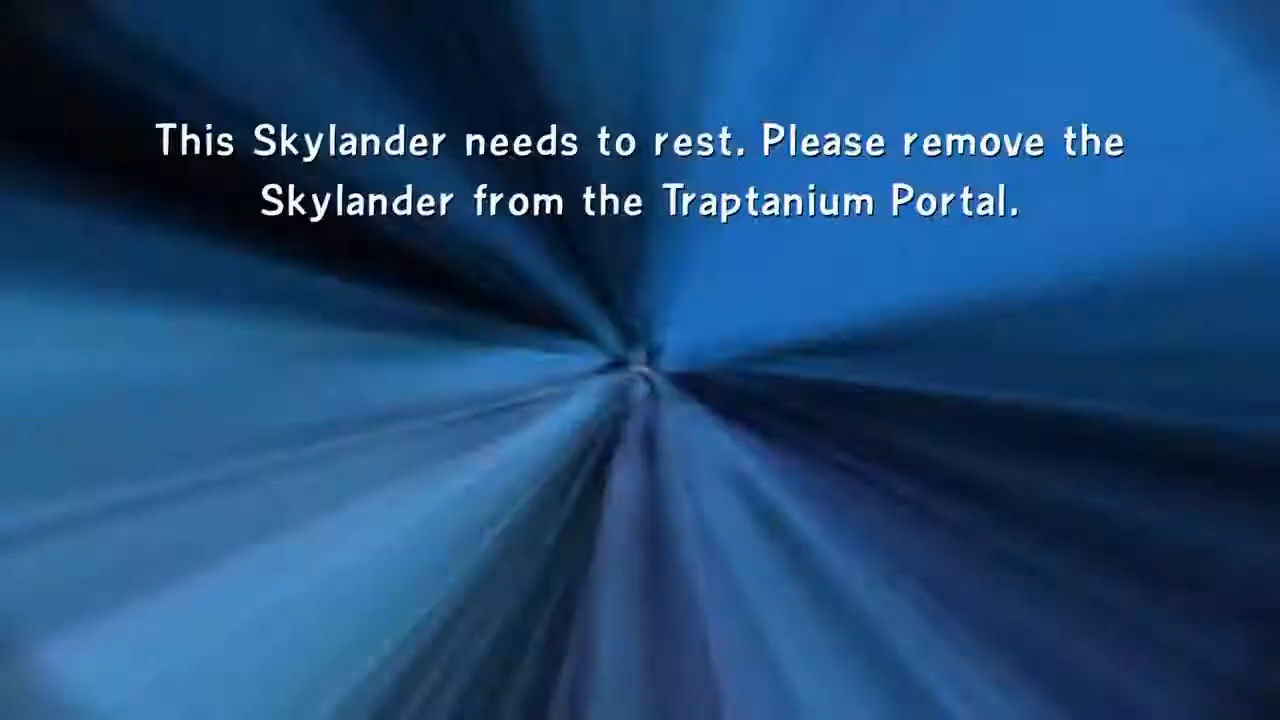 This Skylander needs to rest. Please remove the
Skylander from the Traptanium Portal.